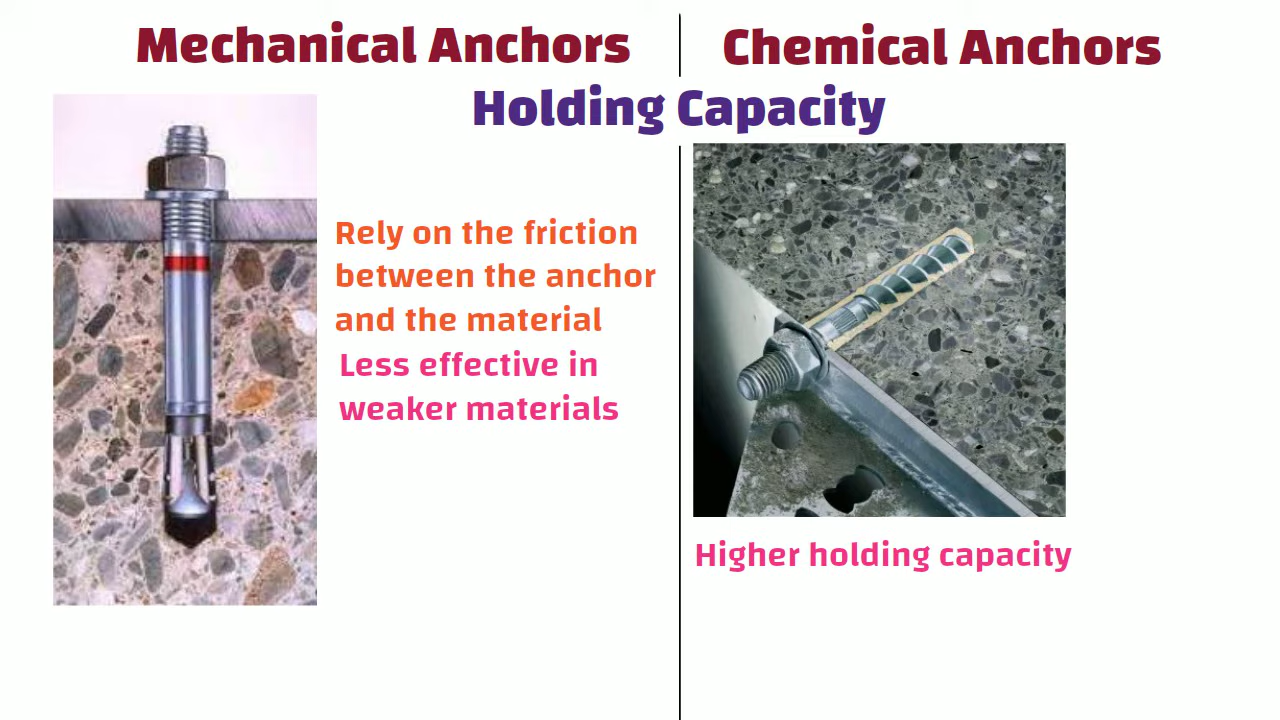 Mechanical Anchors
Chemical Anchors
Holding Capacity
Rely on the friction
between the anchor
and the material
Less effective in
weaker materials
Higher holding capacity